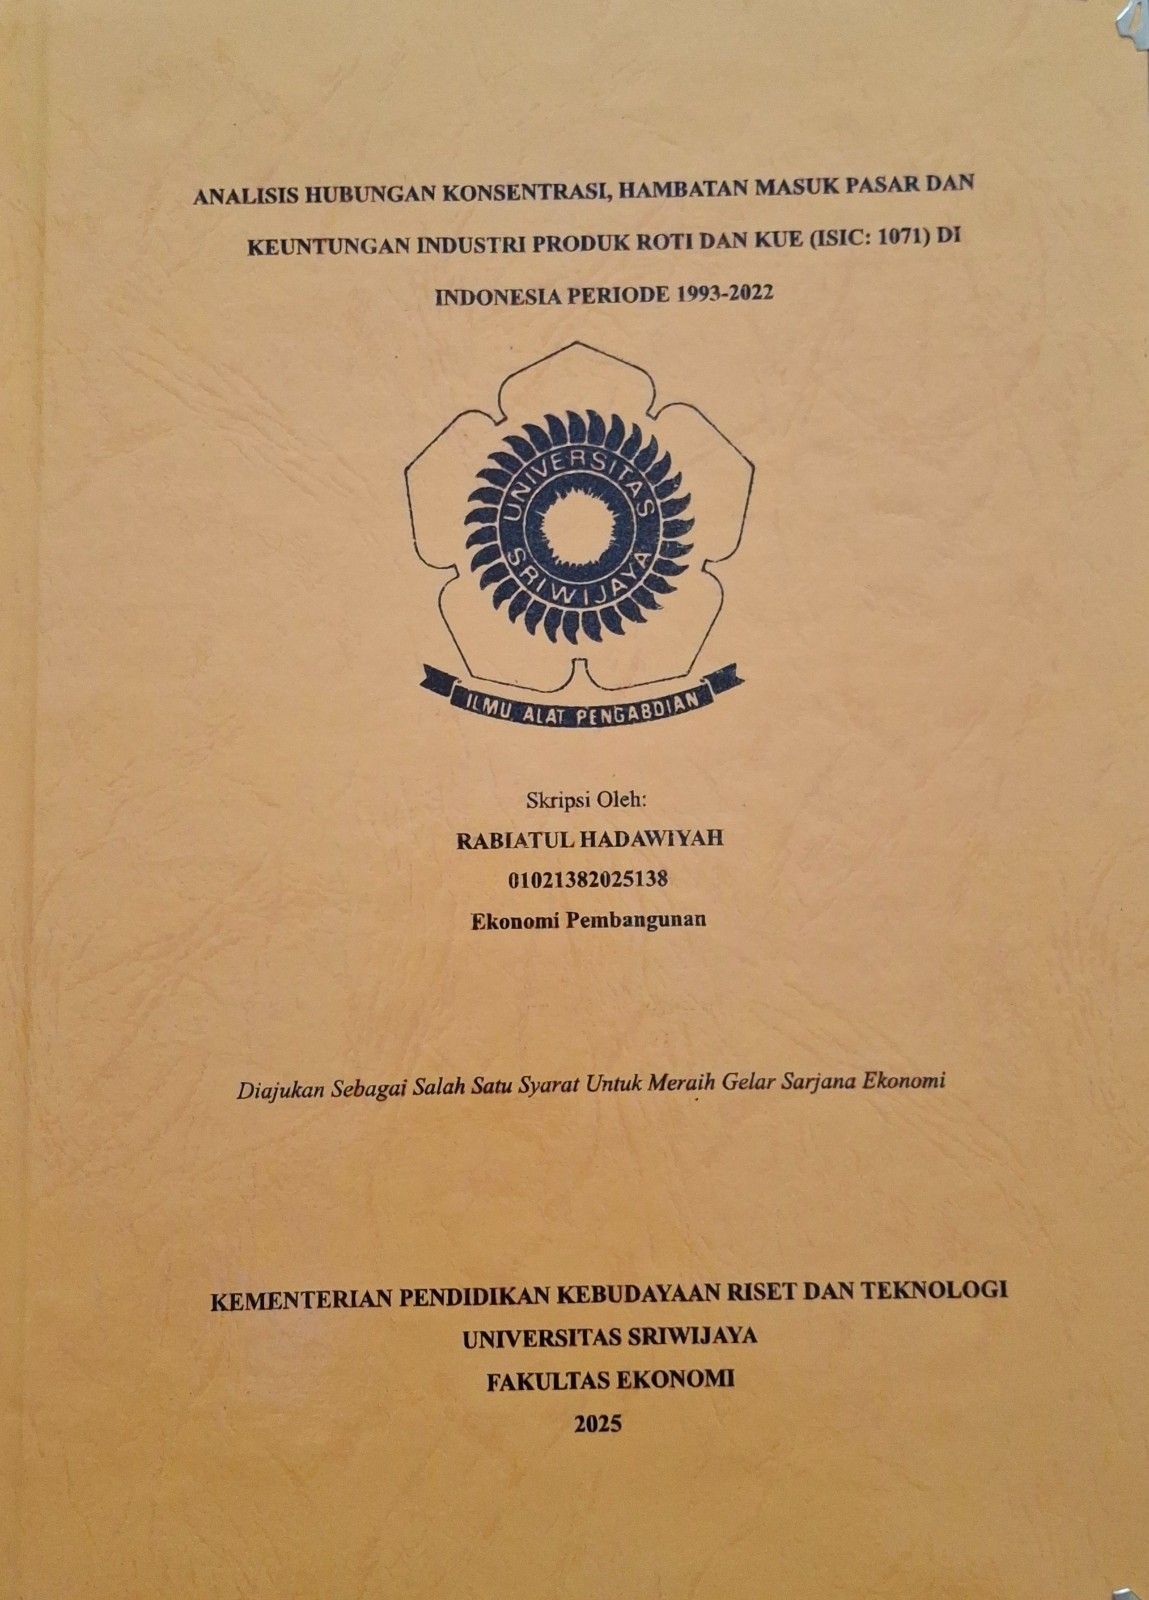 ANALISIS HUBUNGAN KONSENTRASI, HAMBATAN MASUK PASAR DAN
KEUNTUNGAN INDUSTRI PRODUK ROTI DAN KUE (ISIC: 1071) DI
INDONESIA PERIODE 1993-2022
UNIVERSITAS
SRIWIJAYA
ILMU ALAT PENGABDIAN
Skripsi Oleh:
RABIATUL HADAWIYAH
01021382025138
Ekonomi Pembangunan
Diajukan Sebagai Salah Satu Syarat Untuk Meraih Gelar Sarjana Ekonomi
KEMENTERIAN PENDIDIKAN KEBUDAYAAN RISET DAN TEKNOLOGI
UNIVERSITAS SRIWIJAYA
FAKULTAS EKONOMI
2025